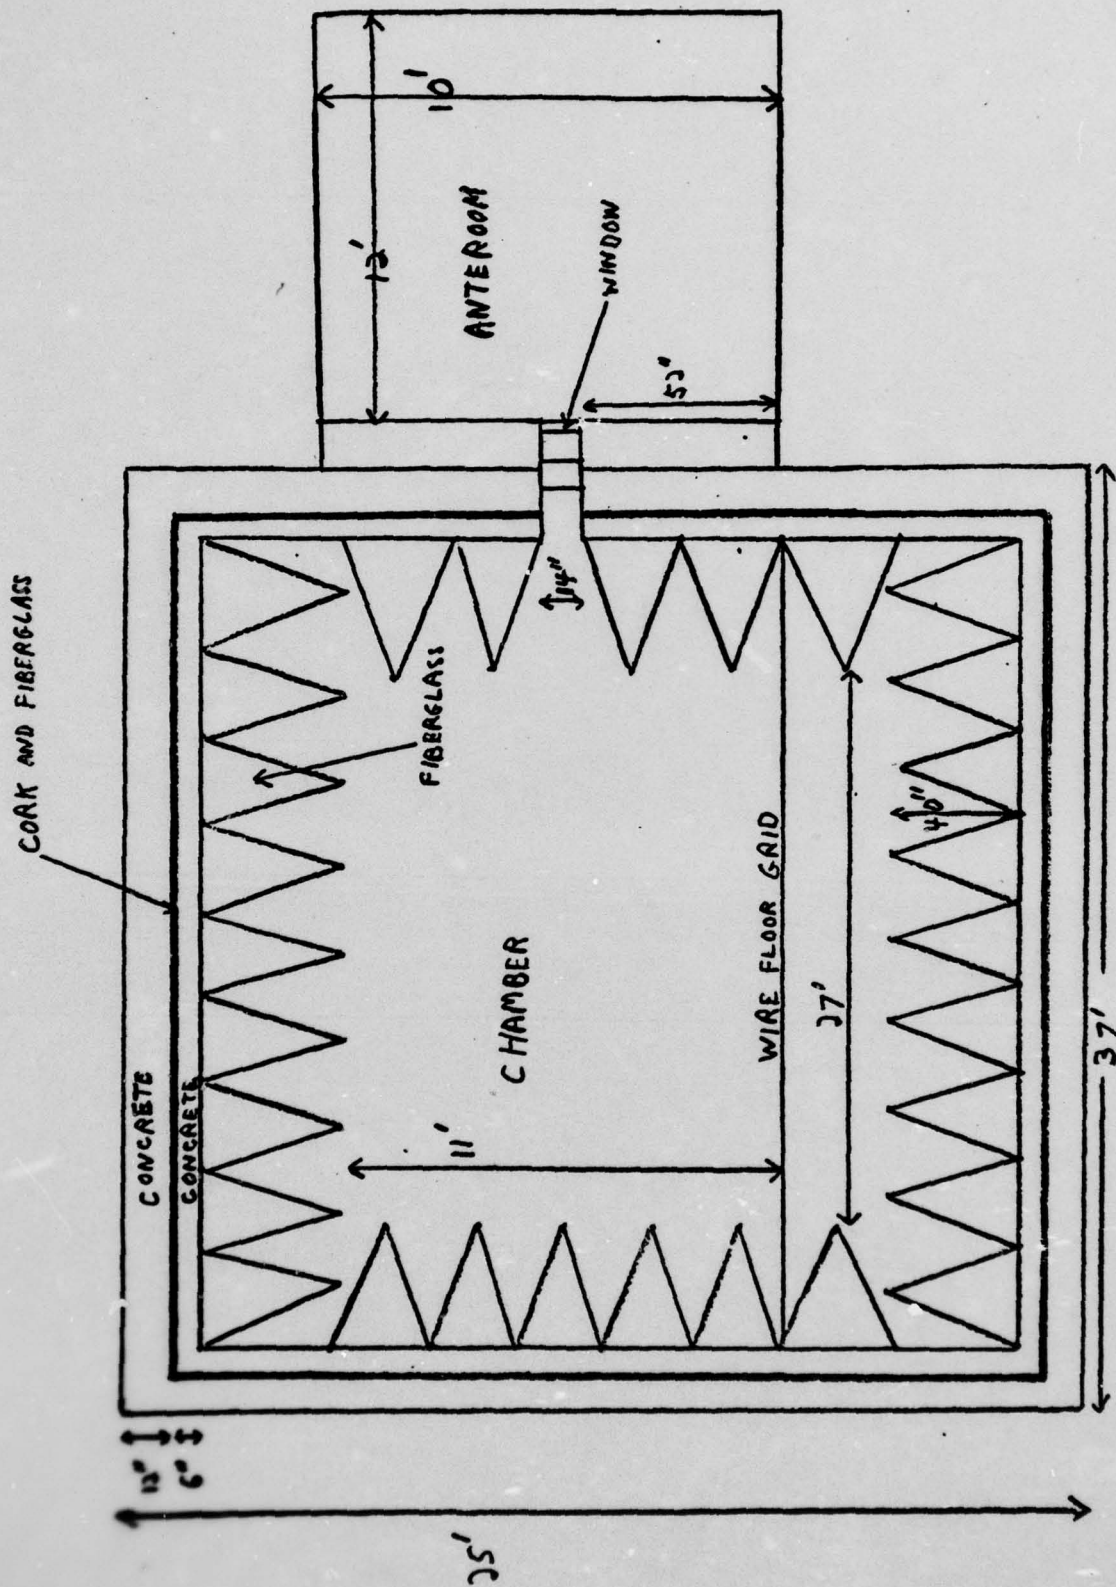 CORK AND FIBERGLASS
CONCRETE
CONCRETE
12"
6"
25'
FIBERGLASS
CHAMBER
11'
WIRE FLOOR GRID
27'
40"
37'
14"
WINDOW
52"
ANTEROOM
12'
10'